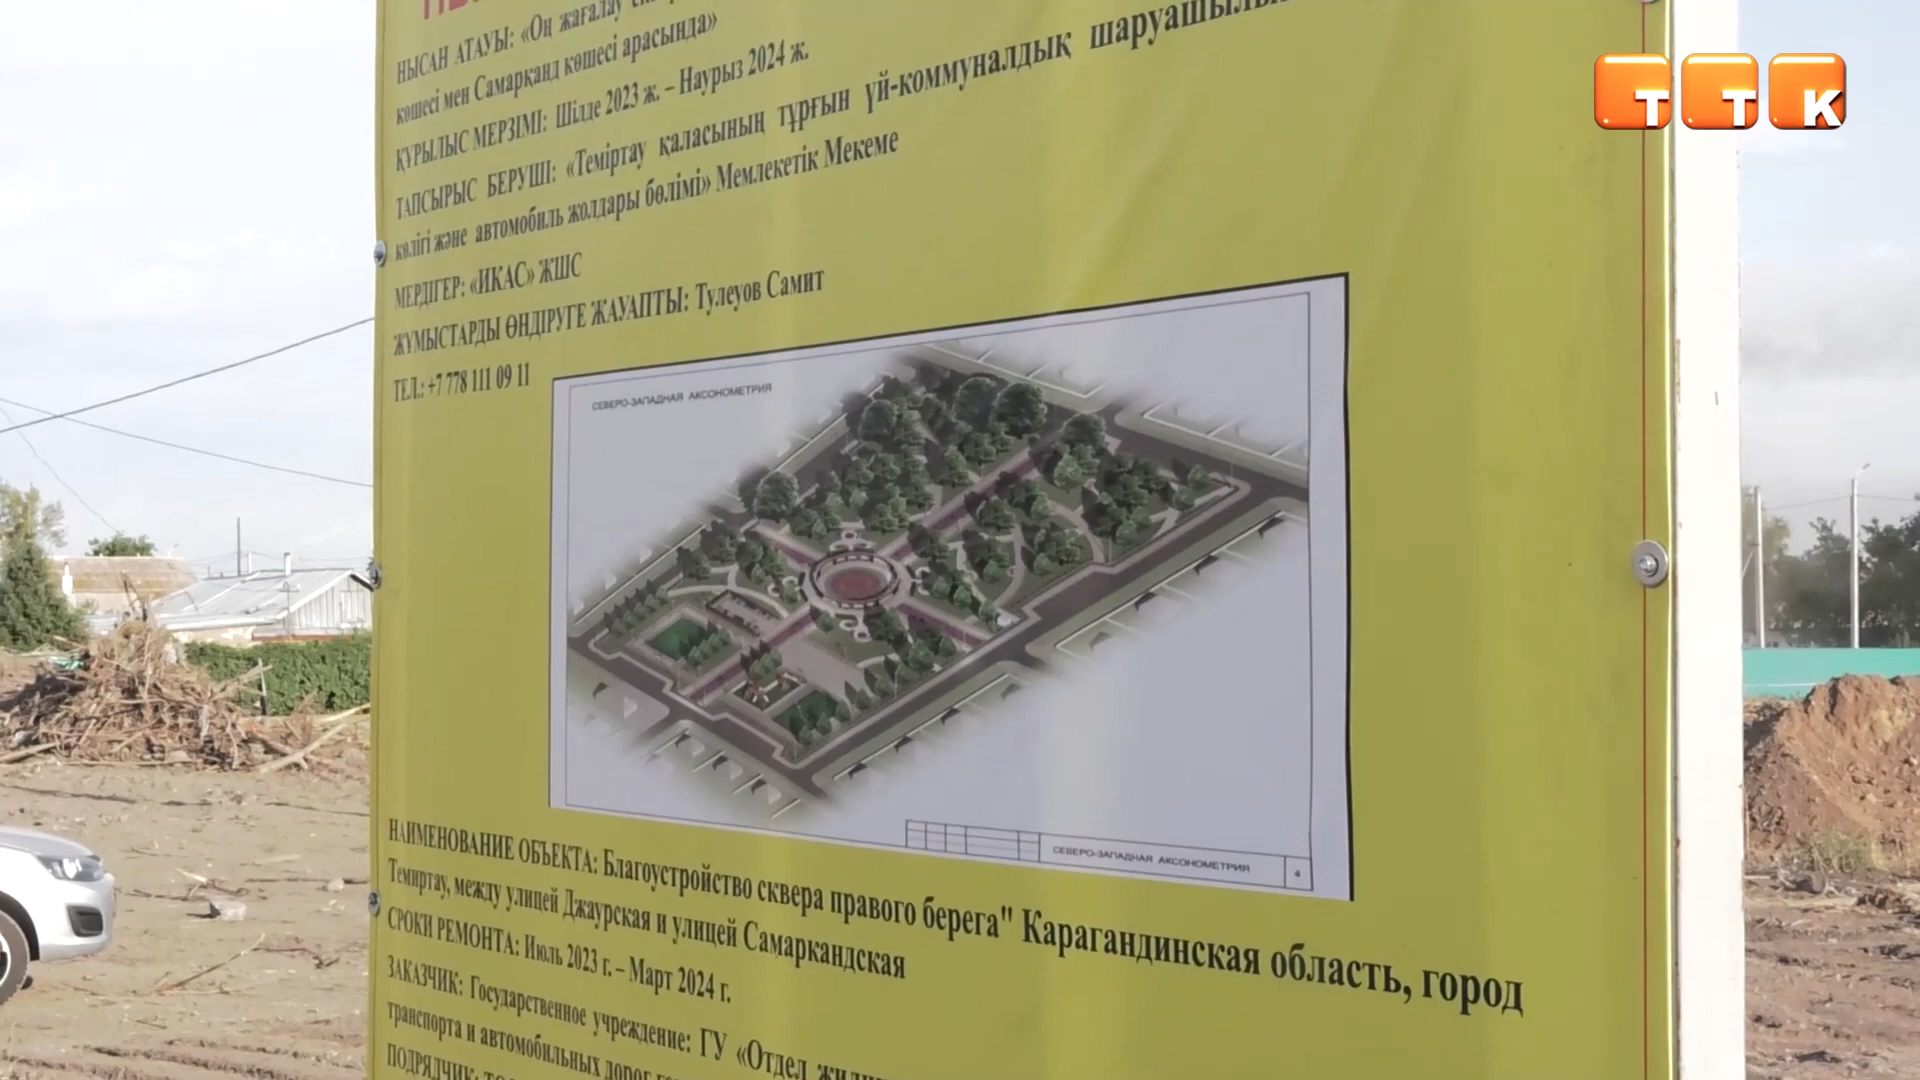 НЫСАН АТАУЫ: «Оң жағалау
көшесі мен Самарқанд көшесі арасында»
ҚҰРЫЛЫС МЕРЗІМІ: Шілде 2023 ж. – Наурыз 2024 ж.
ТАПСЫРЫС БЕРУШІ: «Теміртау қаласының тұрғын үй-коммуналдық
көлігі және автомобиль жолдары бөлімі» Мемлекетік Мекеме
МЕРДІГЕР: «ИКАС» ЖШС
ЖҰМЫСТАРДЫ ӨНДІРУГЕ ЖАУАПТЫ: Тулеуов Самит
ТЕЛ.: +7 778 111 09 11
СЕВЕРО-ЗАПАДНАЯ АКСОНОМЕТРИЯ
СЕВЕРО-ЗАПАДНАЯ АКСОНОМЕТРИЯ 4
НАИМЕНОВАНИЕ ОБЪЕКТА: Благоустройство сквера правого берега" Карагандинская область, город
Темиртау, между улицей Джаурская и улицей Самаркандская
СРОКИ РЕМОНТА: Июль 2023 г. – Март 2024 г.
ЗАКАЗЧИК: Государственное учреждение: ГУ «Отдел
транспорта и автомобильных дорог
ПОДРЯДЧИК:
ТТК